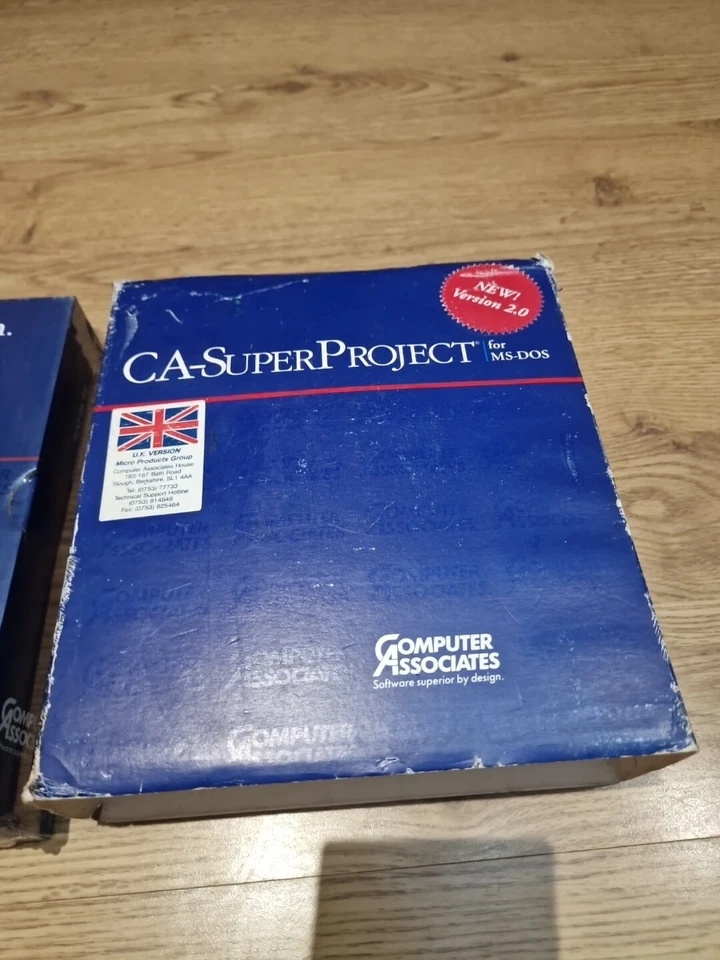 NEW!
Version 2.0
CA-SUPERPROJECT® for
MS-DOS
U.K. VERSION
Micro Products Group
Computer Associates House
183-187 Bath Road
Slough, Berkshire, SL1 4AA
Tel: (0753) 77733
Technical Support Hotline
(0753) 814848
Fax: (0753) 825464
COMPUTER
ASSOCIATES
Software superior by design.